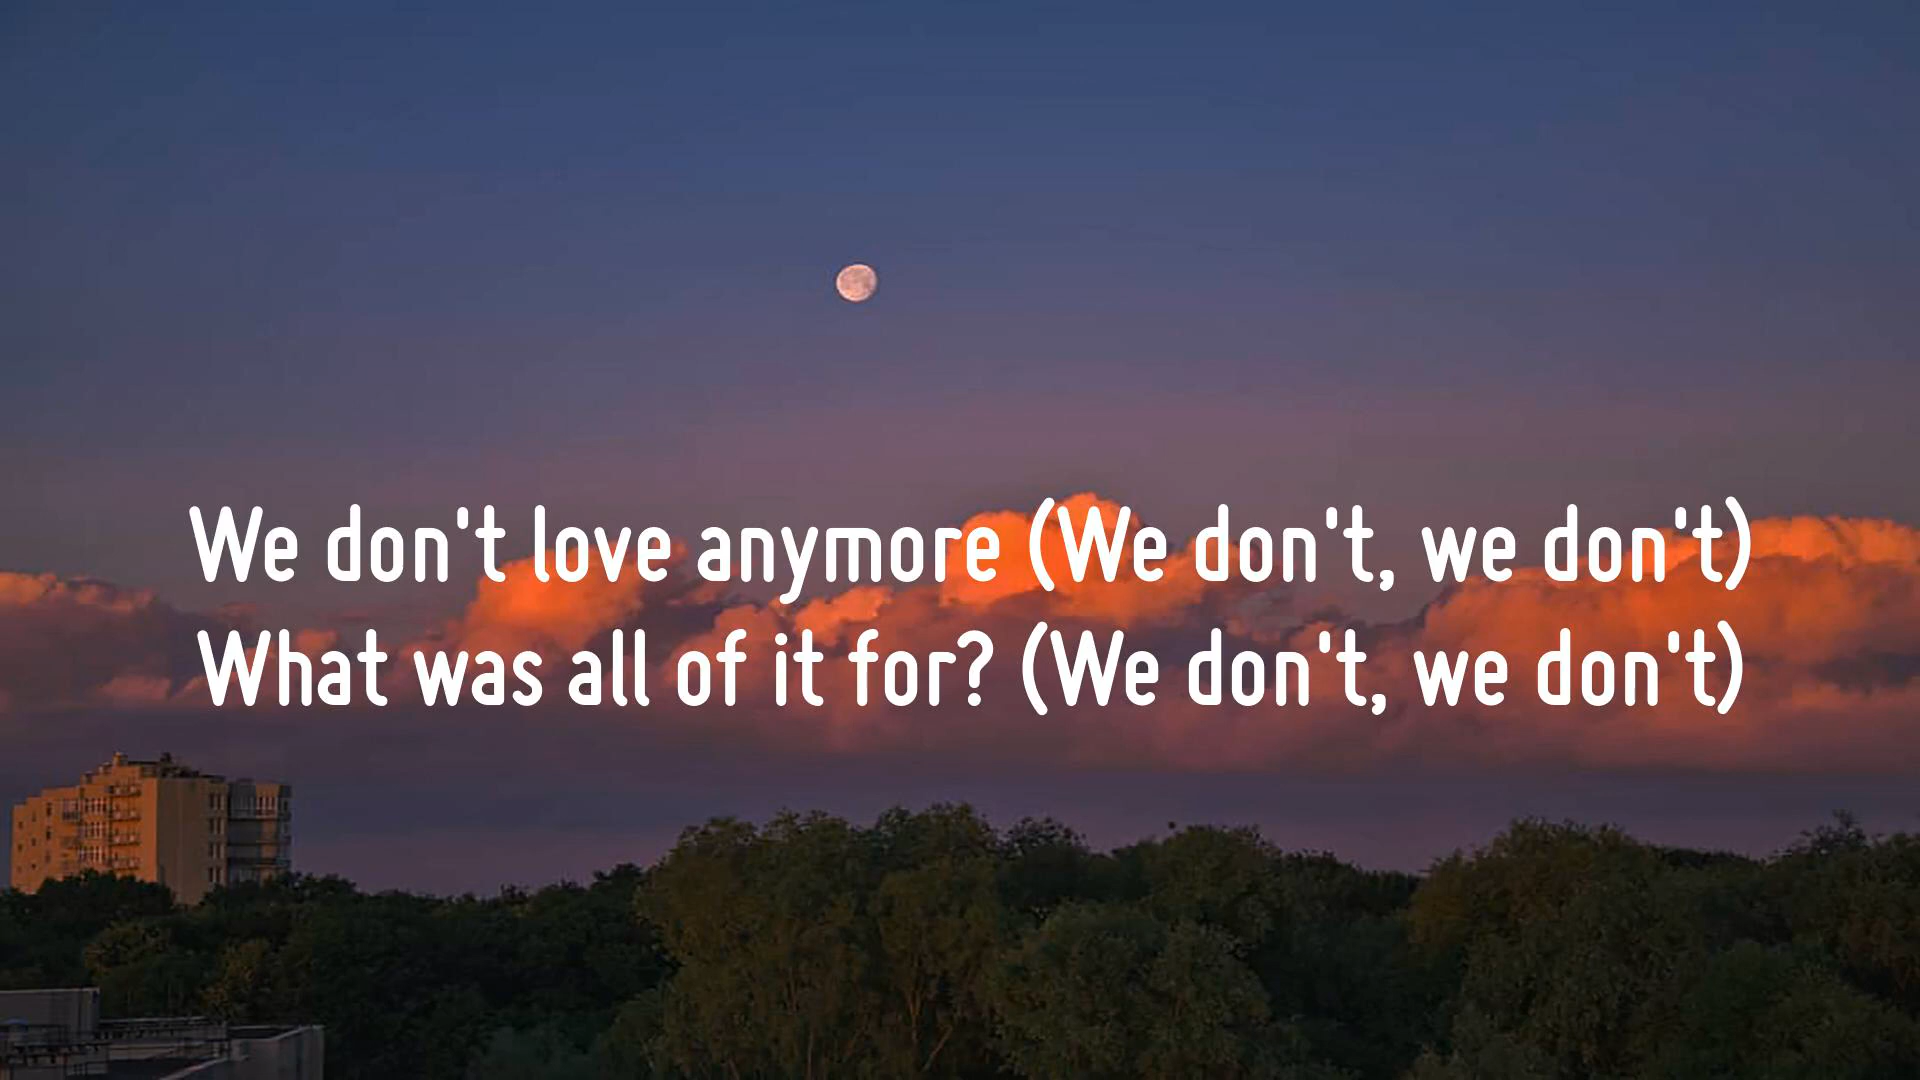 We don't love anymore (We don't, we don't)
What was all of it for? (We don't, we don't)